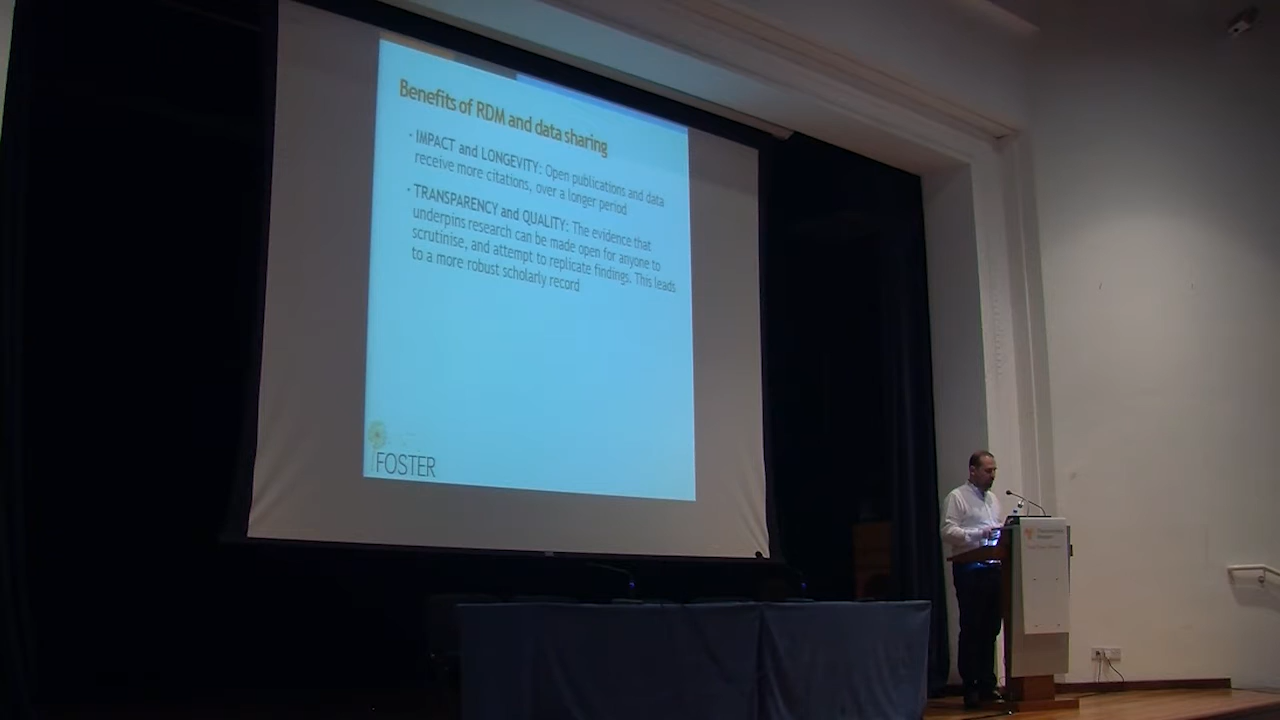 Benefits of RDM and data sharing
- IMPACT and LONGEVITY: Open publications and data
receive more citations, over a longer period
- TRANSPARENCY and QUALITY: The evidence that
underpins research can be made open for anyone to
scrutinise, and attempt to replicate findings. This leads
to a more robust scholarly record
FOSTER